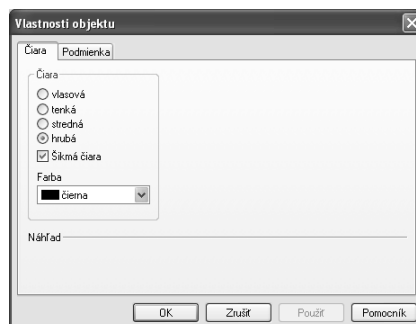 Vlastnosti objektu
Čiara Podmienka
Čiara
vlasová
tenká
stredná
hrubá
Šikmá čiara
Farba
čierna
Náhľad
OK Zrušiť Použiť Pomocník